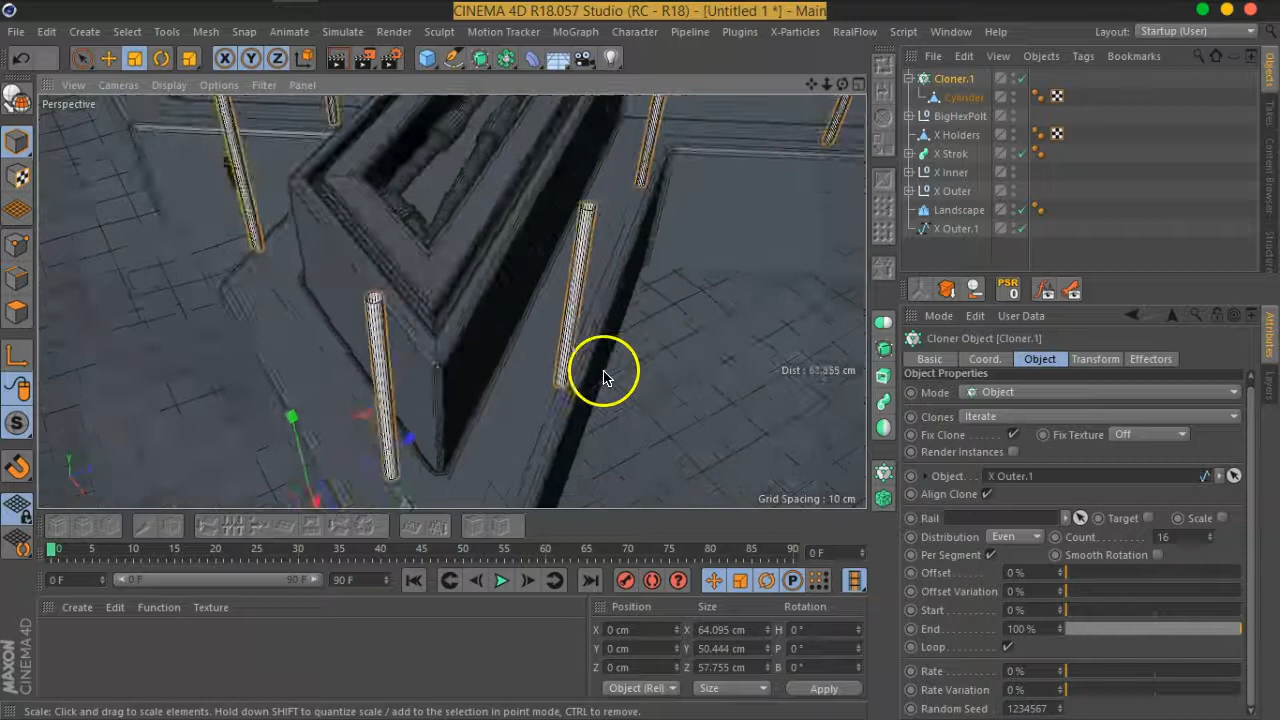 CINEMA 4D R18.057 Studio (RC - R18) - [Untitled 1 *] - Main
File Edit Create Select Tools Mesh Snap Animate Simulate Render Sculpt Motion Tracker MoGraph Character Pipeline Plugins X-Particles RealFlow Script Window Help Layout: Startup (User)
File Edit View Objects Tags Bookmarks
View Cameras Display Options Filter Panel
Perspective
Cloner.1
Cylinder
BigHexPolt
X Holders
X Strok
X Inner
X Outer
Landscape
X Outer.1
Objects
Takes
Content Browser
Structure
X Y Z
PSR
0
Mode Edit User Data
Cloner Object [Cloner.1]
Basic Coord. Object Transform Effectors
Object Properties
Mode Object
Clones Iterate
Fix Clone Fix Texture Off
Render Instances
Object. X Outer.1
Align Clone
Rail Target Scale
Distribution Even Count. 16
Per Segment Smooth Rotation
Offset 0 %
Offset Variation 0 %
Start 0 %
End 100 %
Loop
Rate 0 %
Rate Variation 0 %
Random Seed 1234567
Attributes
Layers
Grid Spacing : 10 cm
0 5 10 15 20 25 30 35 40 45 50 55 60 65 70 75 80 85 90 0 F
0 F 0 F 90 F 90 F
Create Edit Function Texture
Position Size Rotation
X 0 cm X 64.095 cm H 0 °
Y 0 cm Y 50.444 cm P 0 °
Z 0 cm Z 57.755 cm B 0 °
Object (Rel) Size Apply
MAXON
CINEMA 4D
Scale: Click and drag to scale elements. Hold down SHIFT to quantize scale / add to the selection in point mode, CTRL to remove.